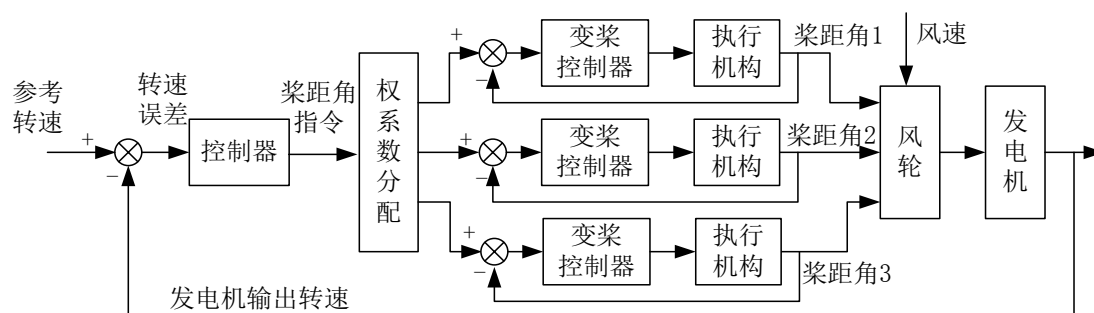 参考
转速
+
−
转速
误差
控制器
桨距角
指令
权
系
数
分
配
+
−
变桨
控制器
执行
机构
桨距角1
+
−
变桨
控制器
执行
机构
桨距角2
+
−
变桨
控制器
执行
机构
桨距角3
风速
风
轮
发
电
机
发电机输出转速